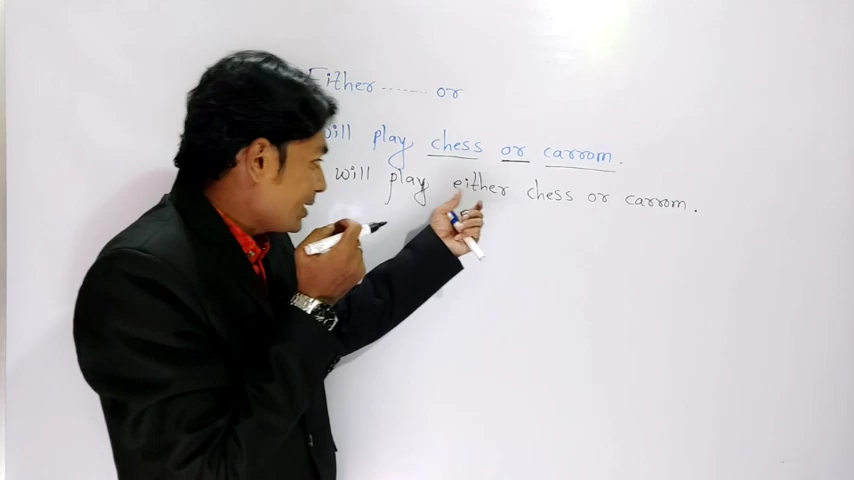 Either ....... or
will play chess or carrom.
will play either chess or carrom.